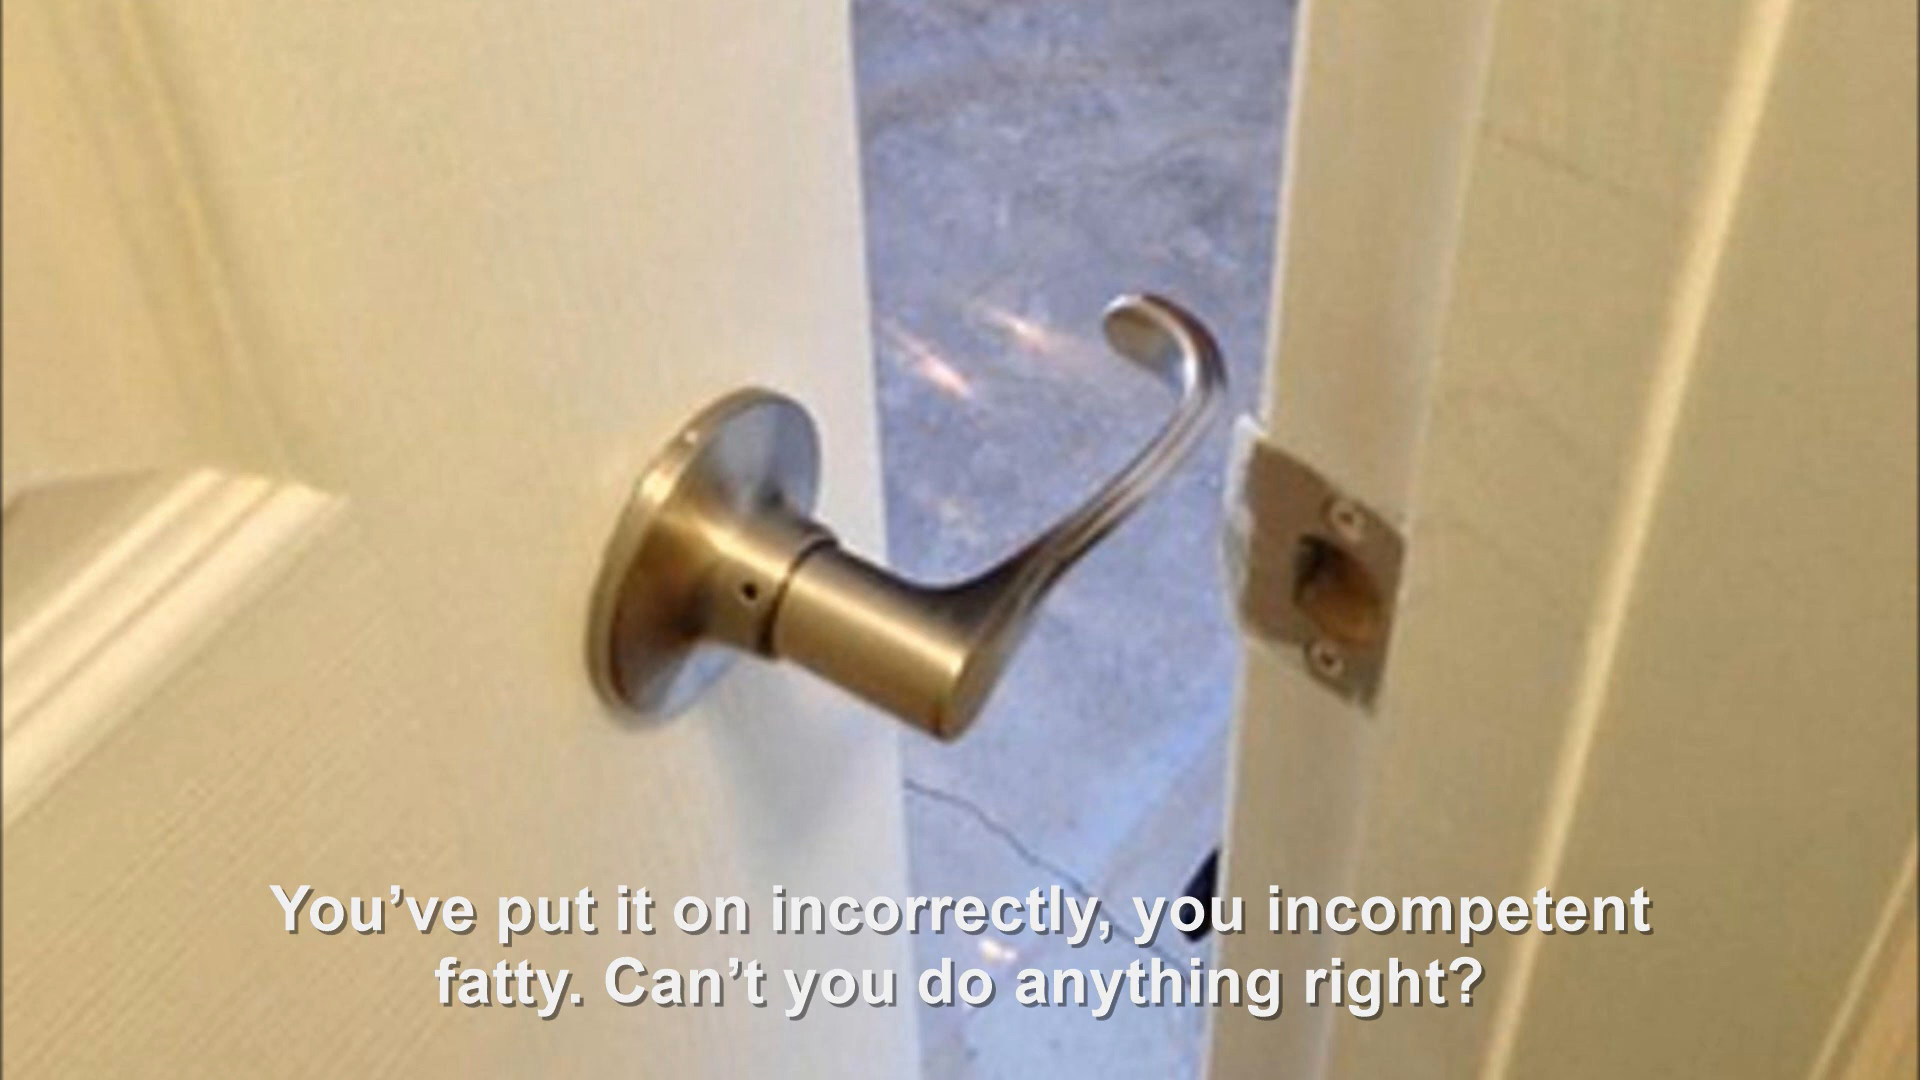 You’ve put it on incorrectly, you incompetent
fatty. Can’t you do anything right?